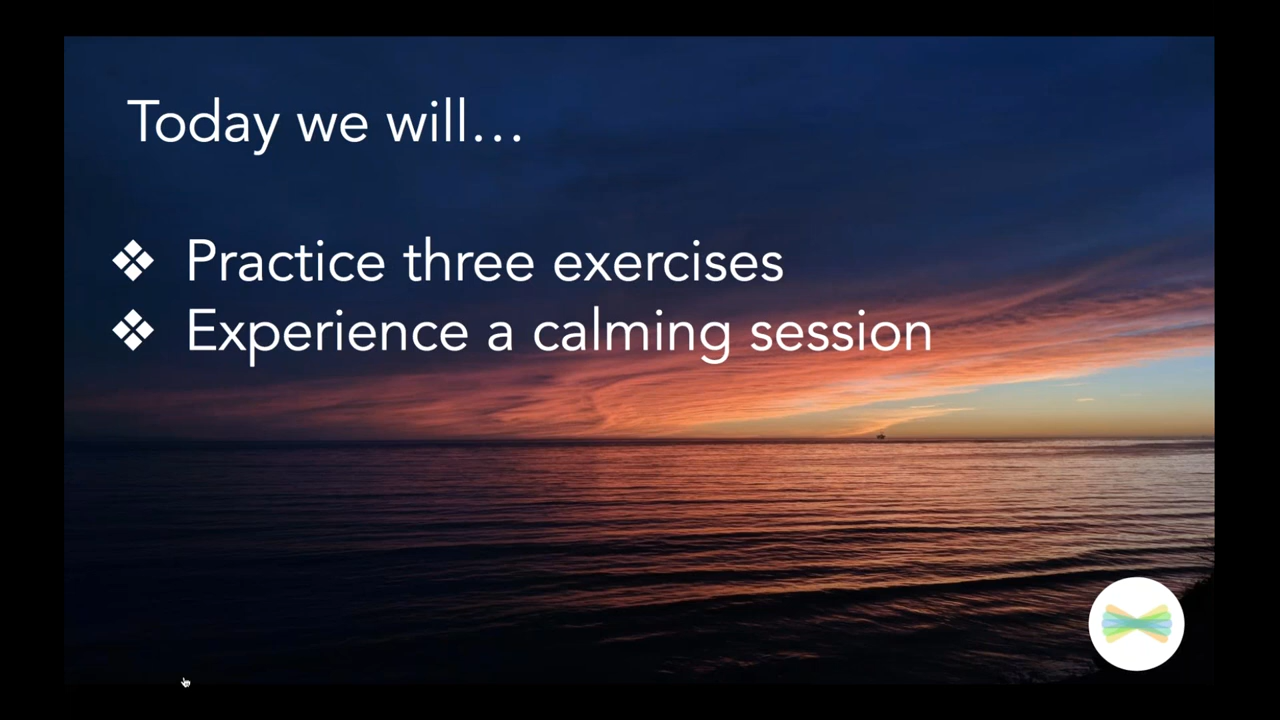 Today we will…
❖ Practice three exercises
❖ Experience a calming session